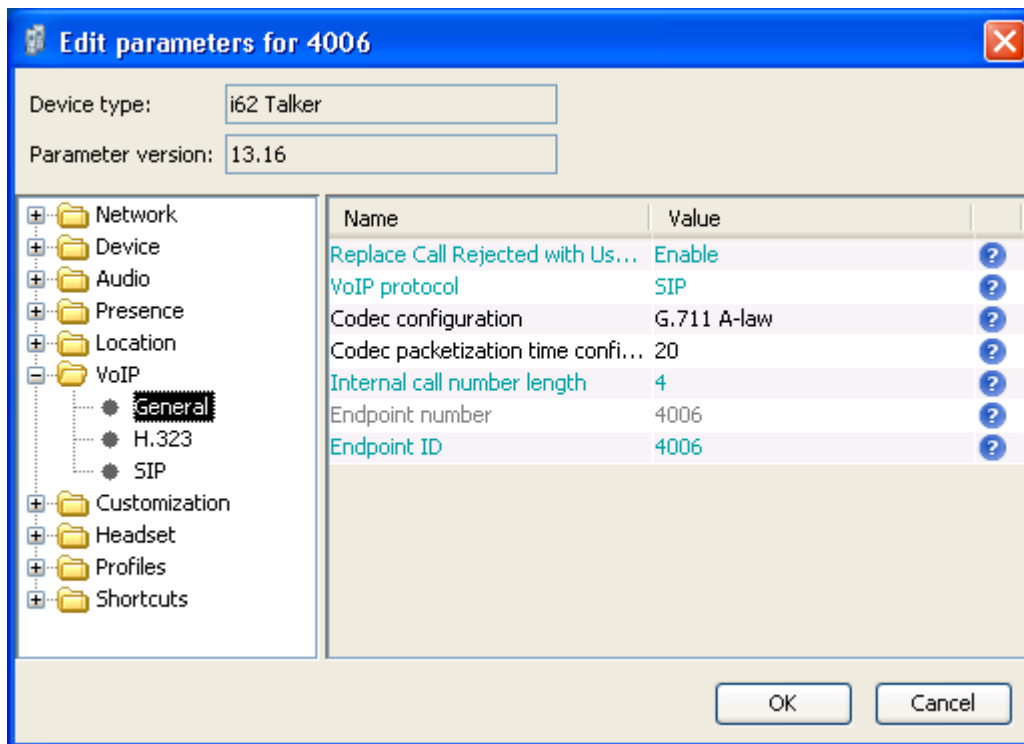 Edit parameters for 4006
Device type: i62 Talker
Parameter version: 13.16
Network
Device
Audio
Presence
Location
VoIP
General
H.323
SIP
Customization
Headset
Profiles
Shortcuts
Name Value
Replace Call Rejected with Us... Enable
VoIP protocol SIP
Codec configuration G.711 A-law
Codec packetization time confi... 20
Internal call number length 4
Endpoint number 4006
Endpoint ID 4006
OK Cancel